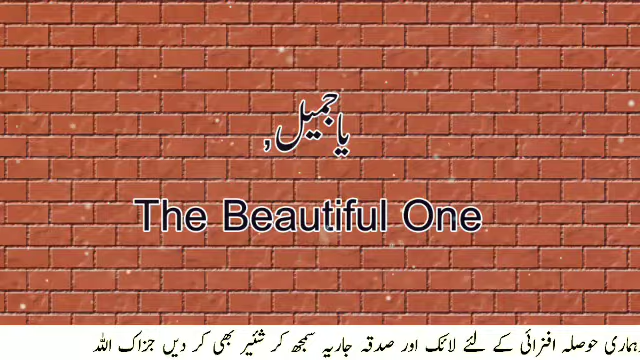 یا جمیل,
The Beautiful One
ہماری حوصلہ افزائی کے لئے لائک اور صدقہ جاریہ سمجھ کر شئیر بھی کر دیں جزاک اللہ